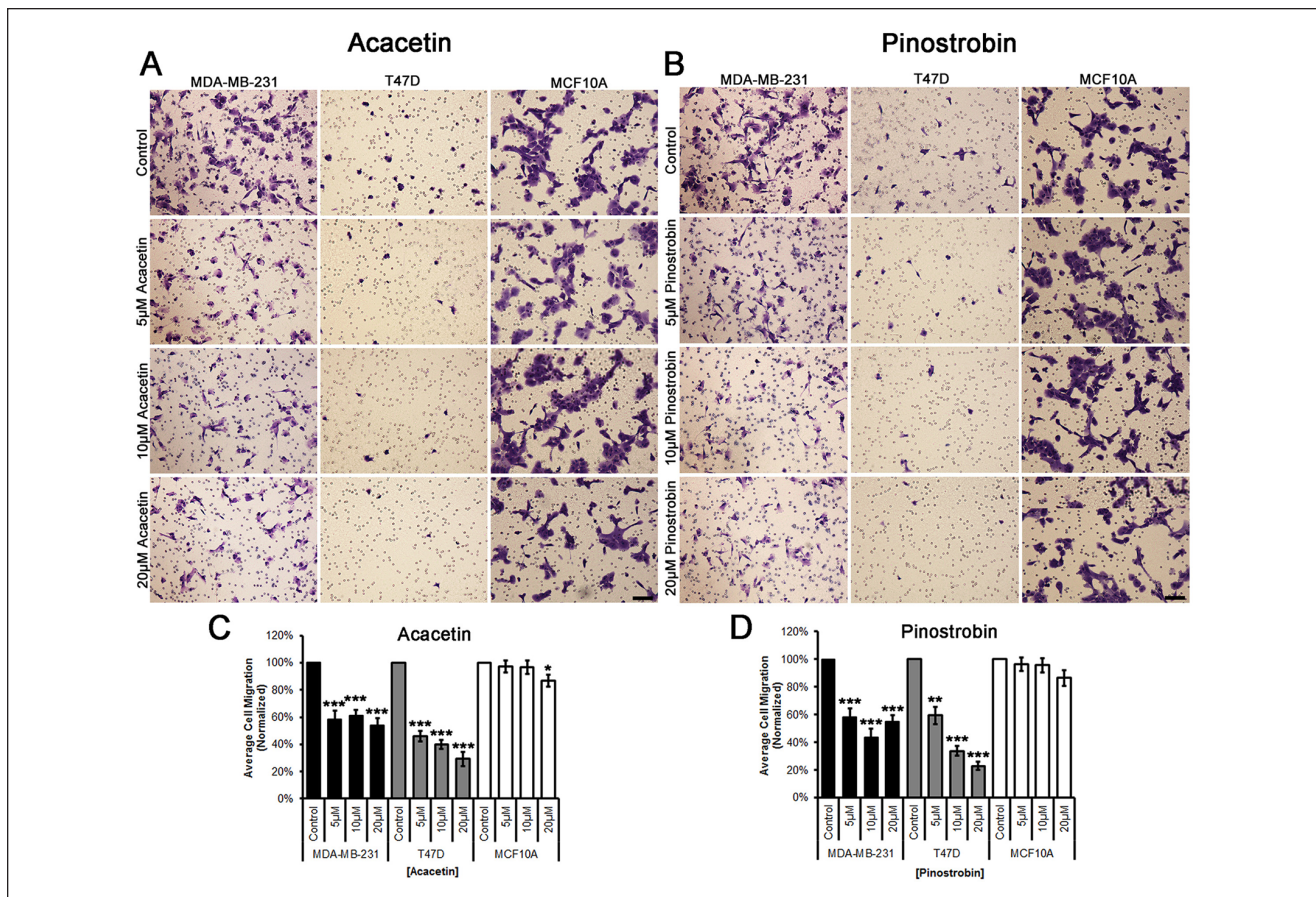 Acacetin
Pinostrobin
A
MDA-MB-231
T47D
MCF10A
B
MDA-MB-231
T47D
MCF10A
Control
5µM Acacetin
10µM Acacetin
20µM Acacetin
Control
5µM Pinostrobin
10µM Pinostrobin
20µM Pinostrobin
C
Acacetin
Average Cell Migration
(Normalized)
120%
100%
80%
60%
40%
20%
0%
***
***
***
***
***
***
*
Control
5µM
10µM
20µM
Control
5µM
10µM
20µM
Control
5µM
10µM
20µM
MDA-MB-231
T47D
MCF10A
[Acacetin]
D
Pinostrobin
Average Cell Migration
(Normalized)
120%
100%
80%
60%
40%
20%
0%
***
***
***
**
***
***
Control
5µM
10µM
20µM
Control
5µM
10µM
20µM
Control
5µM
10µM
20µM
MDA-MB-231
T47D
MCF10A
[Pinostrobin]